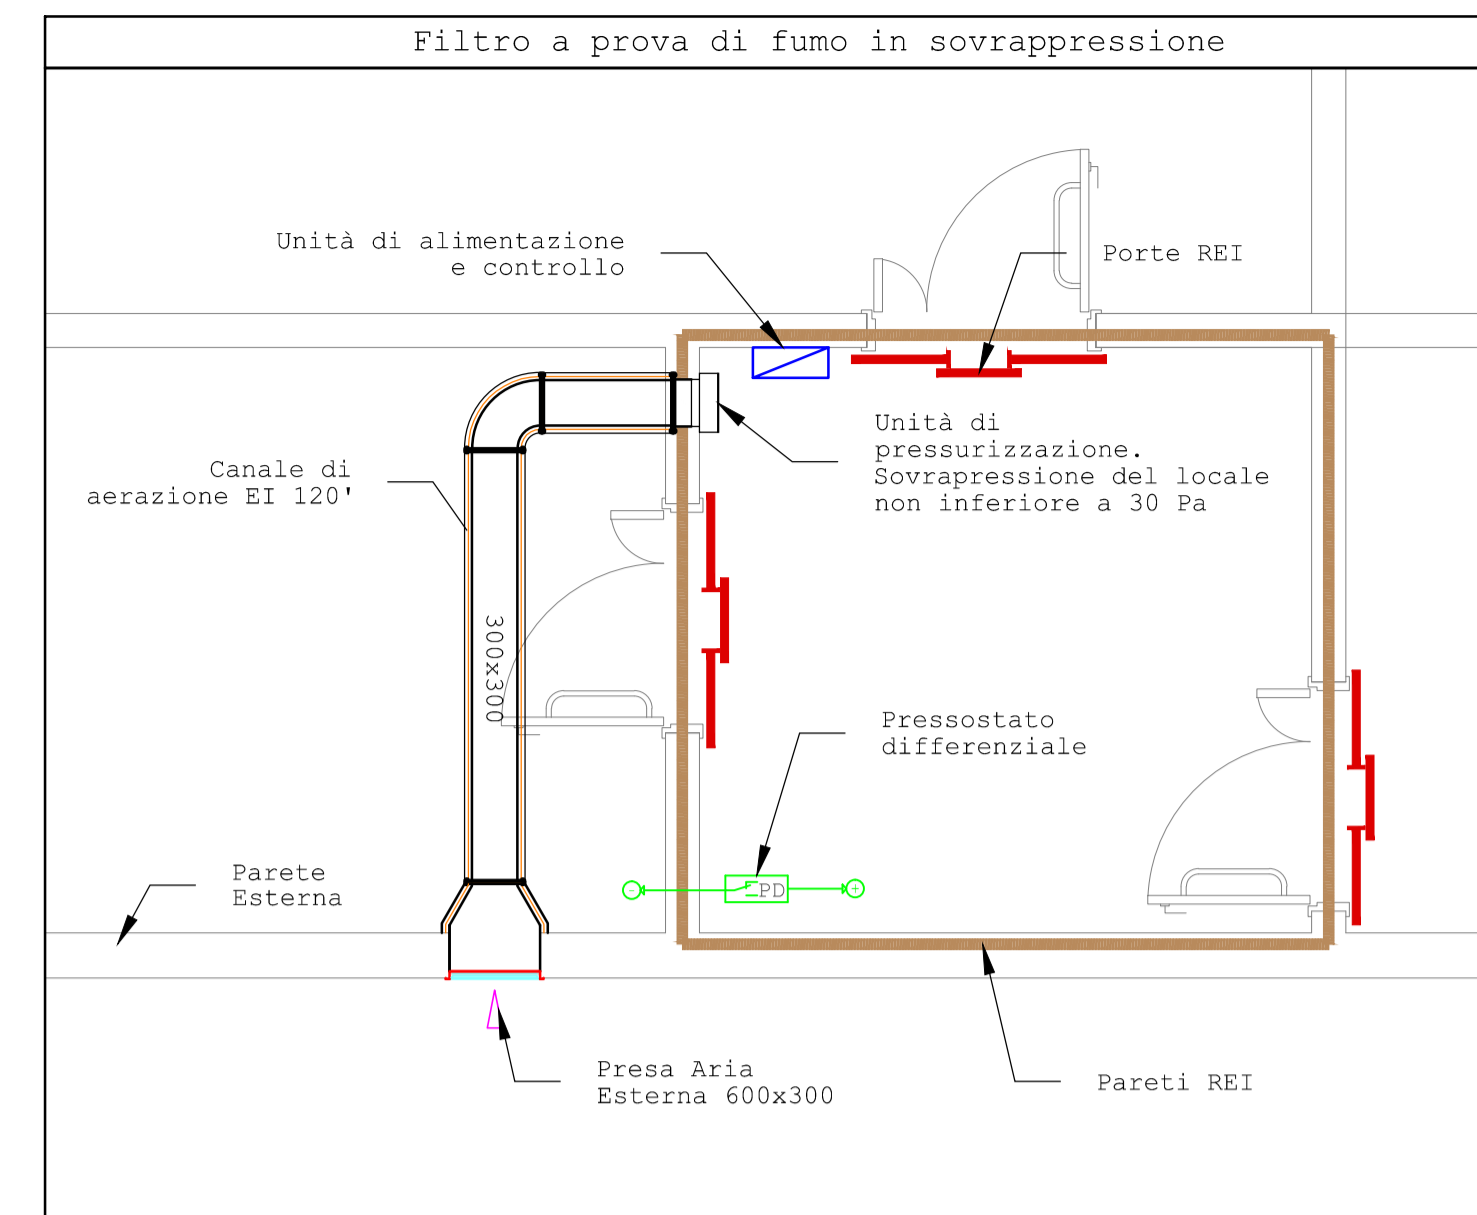 Filtro a prova di fumo in sovrappressione
Unità di alimentazione
e controllo
Porte REI
Unità di
pressurizzazione.
Sovrapressione del locale
non inferiore a 30 Pa
Canale di
aerazione EI 120'
300x300
Pressostato
differenziale
Parete
Esterna
-
PD
+
Presa Aria
Esterna 600x300
Pareti REI